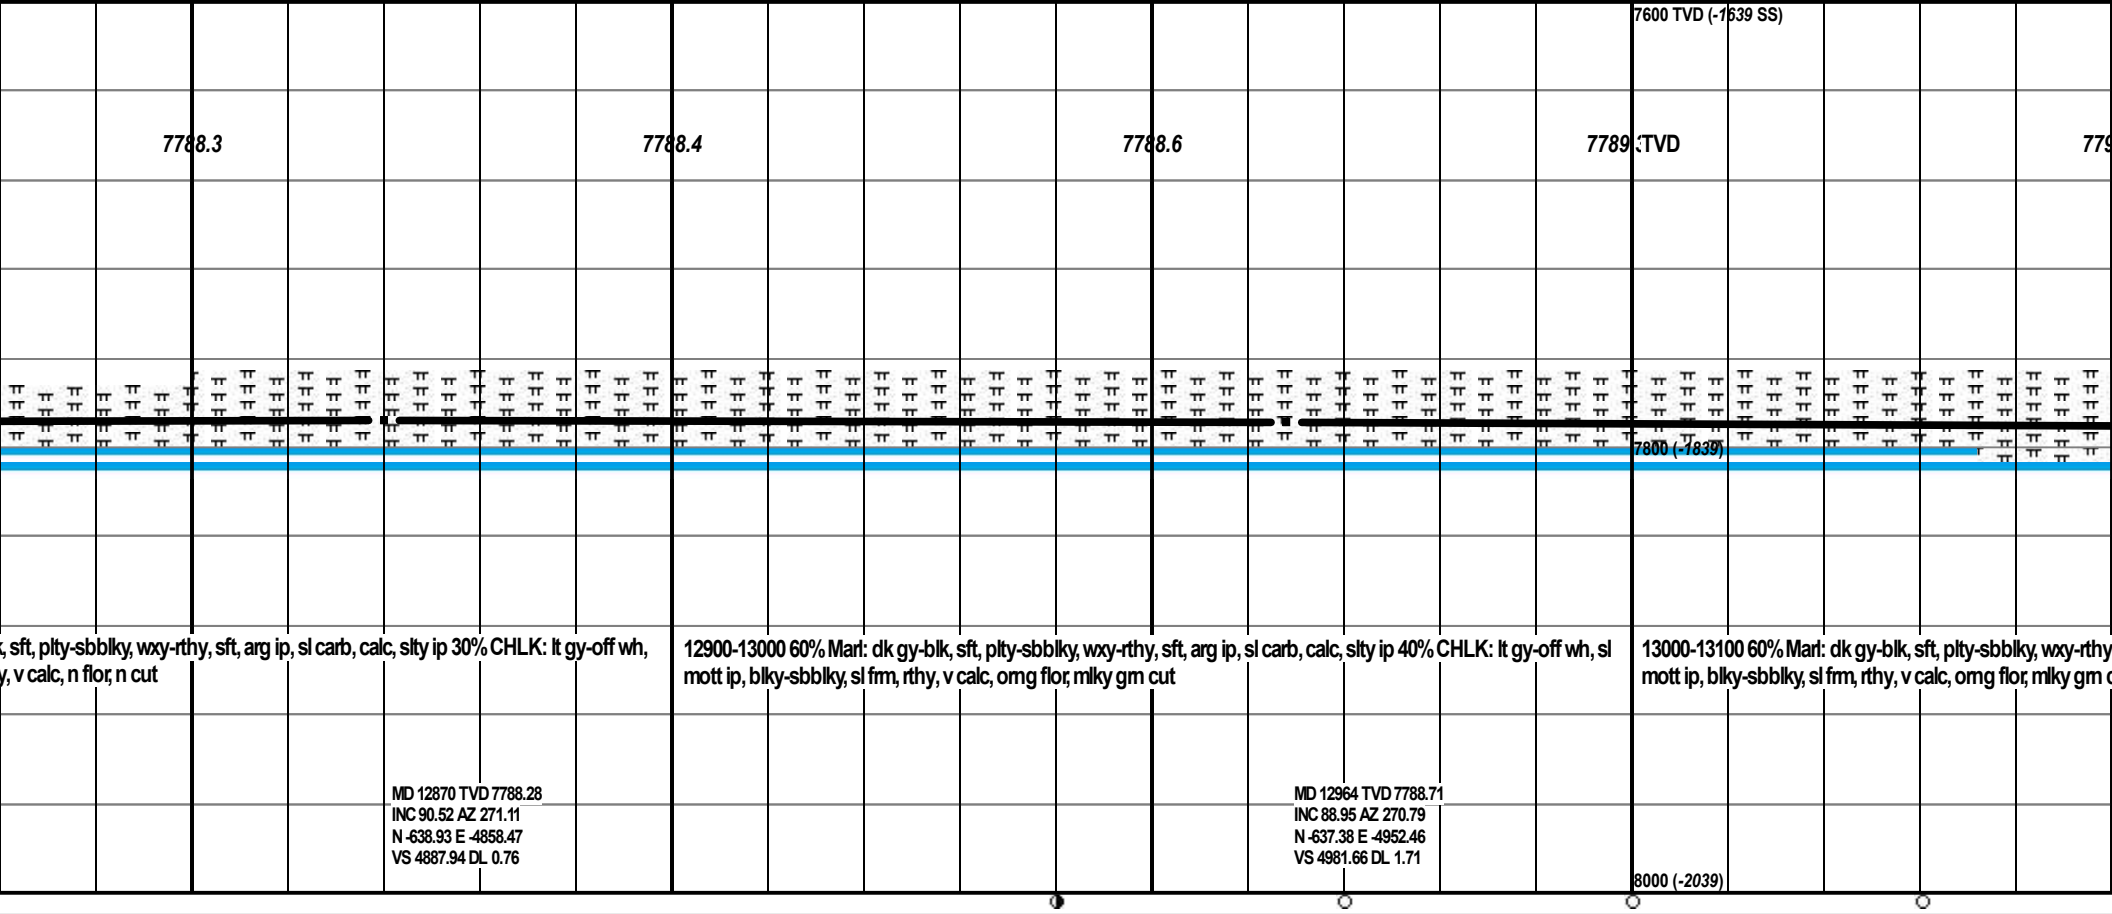 7600 TVD (-1639 SS)
7788.3
7788.4
7788.6
7789.3
TVD
779
7800 (-1839)
, sft, plty-sbblky, wxy-rthy, sft, arg ip, sl carb, calc, slty ip 30% CHLK: lt gy-off wh,
, v calc, n flor, n cut
12900-13000 60% Marl: dk gy-blk, sft, plty-sbblky, wxy-rthy, sft, arg ip, sl carb, calc, slty ip 40% CHLK: lt gy-off wh, sl
mott ip, blky-sbblky, sl frm, rthy, v calc, orng flor, mlky grn cut
13000-13100 60% Marl: dk gy-blk, sft, plty-sbblky, wxy-rthy
mott ip, blky-sbblky, sl frm, rthy, v calc, orng flor, mlky grn c
MD 12870 TVD 7788.28
INC 90.52 AZ 271.11
N -638.93 E -4858.47
VS 4887.94 DL 0.76
MD 12964 TVD 7788.71
INC 88.95 AZ 270.79
N -637.38 E -4952.46
VS 4981.66 DL 1.71
8000 (-2039)